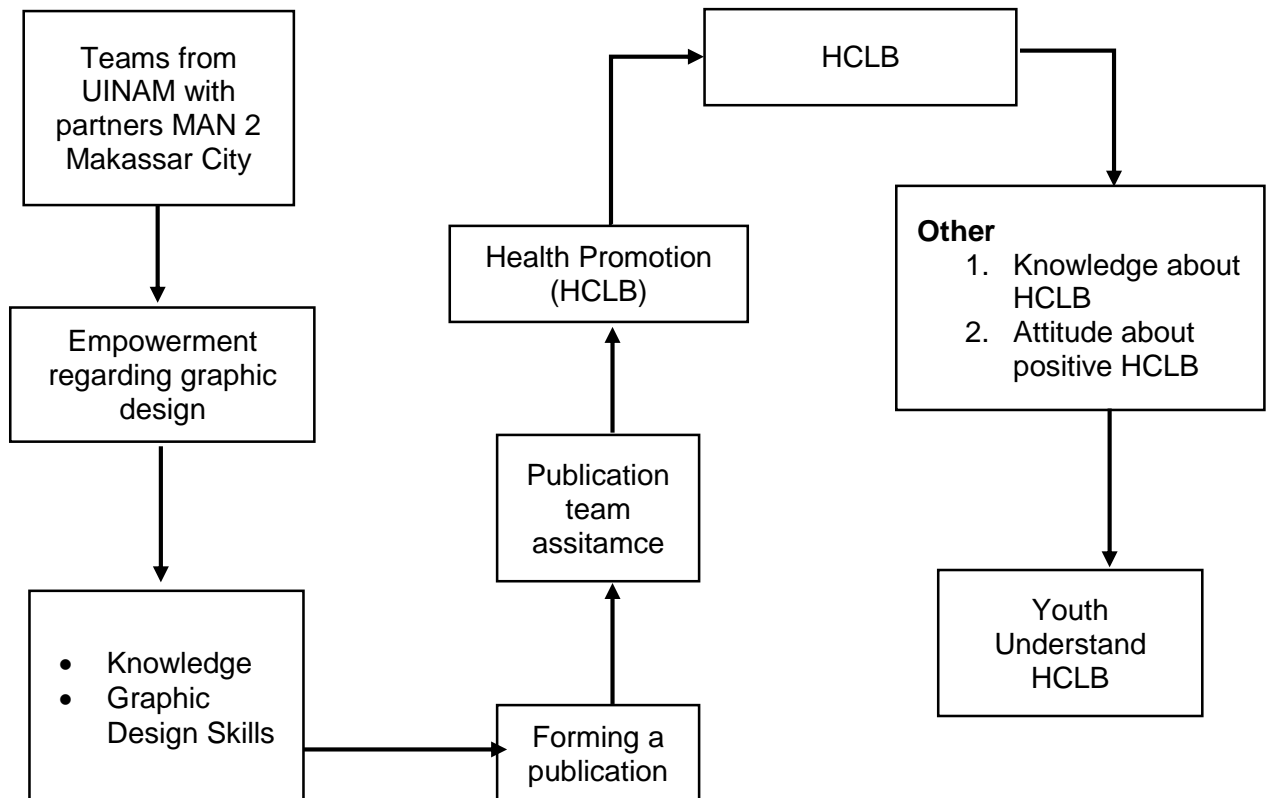 Teams from
UINAM with
partners MAN 2
Makassar City
Empowerment
regarding graphic
design
• Knowledge
• Graphic
Design Skills
Forming a
publication
Publication
team
assitamce
Health Promotion
(HCLB)
HCLB
Other
1. Knowledge about
HCLB
2. Attitude about
positive HCLB
Youth
Understand
HCLB